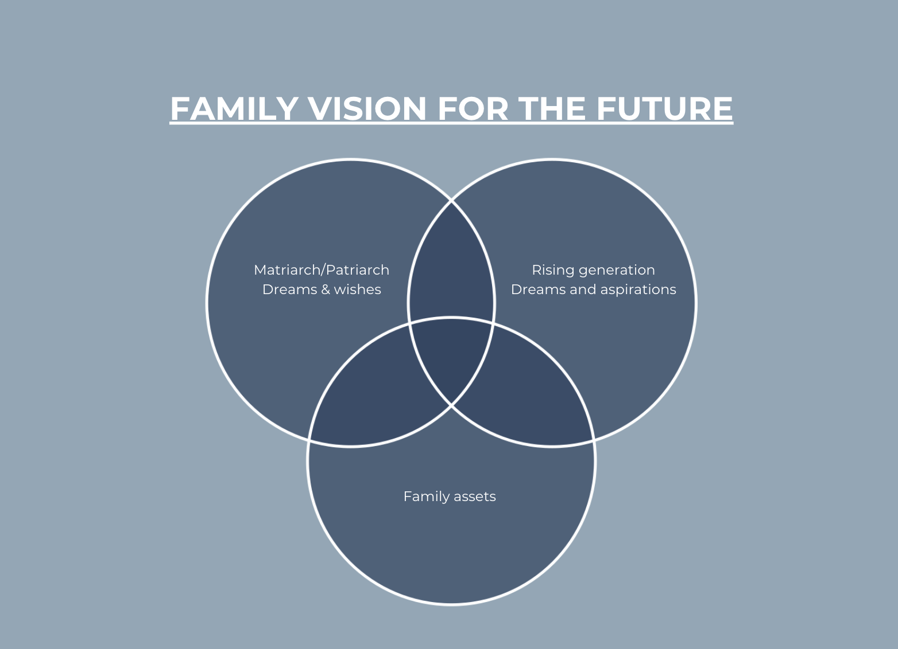 FAMILY VISION FOR THE FUTURE
Matriarch/Patriarch
Dreams & wishes
Rising generation
Dreams and aspirations
Family assets